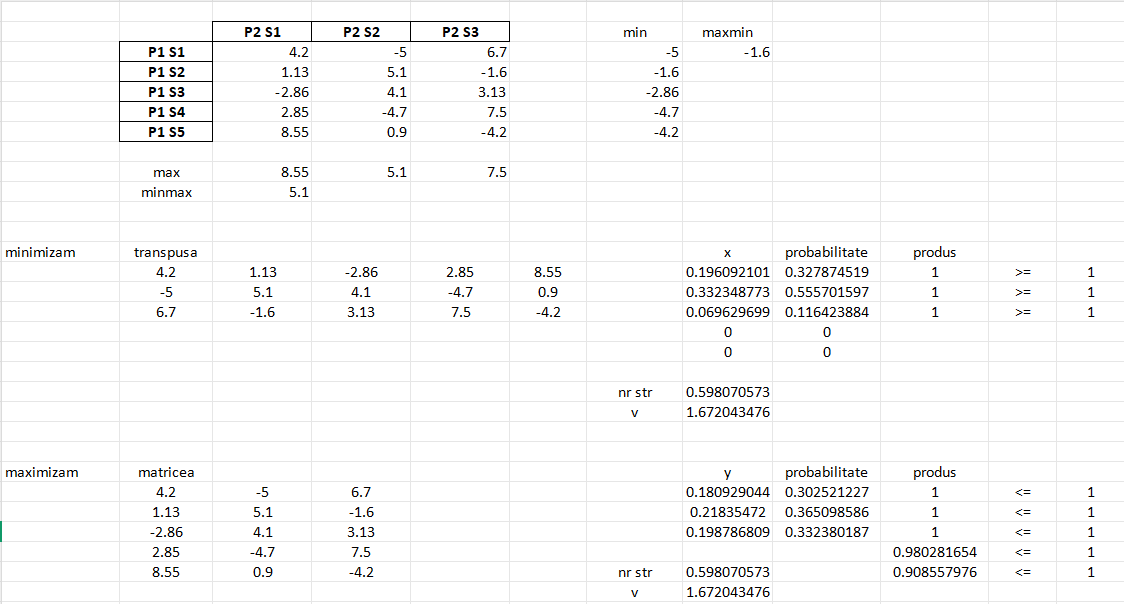 P2 S1 P2 S2 P2 S3 min maxmin
P1 S1 4.2 -5 6.7 -5 -1.6
P1 S2 1.13 5.1 -1.6 -1.6
P1 S3 -2.86 4.1 3.13 -2.86
P1 S4 2.85 -4.7 7.5 -4.7
P1 S5 8.55 0.9 -4.2 -4.2
max 8.55 5.1 7.5
minmax 5.1
minimizam transpusa x probabilitate produs
4.2 1.13 -2.86 2.85 8.55 0.196092101 0.327874519 1 >= 1
-5 5.1 4.1 -4.7 0.9 0.332348773 0.555701597 1 >= 1
6.7 -1.6 3.13 7.5 -4.2 0.069629699 0.116423884 1 >= 1
0 0
0 0
nr str 0.598070573
v 1.672043476
maximizam matricea y probabilitate produs
4.2 -5 6.7 0.180929044 0.302521227 1 <= 1
1.13 5.1 -1.6 0.21835472 0.365098586 1 <= 1
-2.86 4.1 3.13 0.198786809 0.332380187 1 <= 1
2.85 -4.7 7.5 0.980281654 <= 1
8.55 0.9 -4.2 nr str 0.598070573 0.908557976 <= 1
v 1.672043476